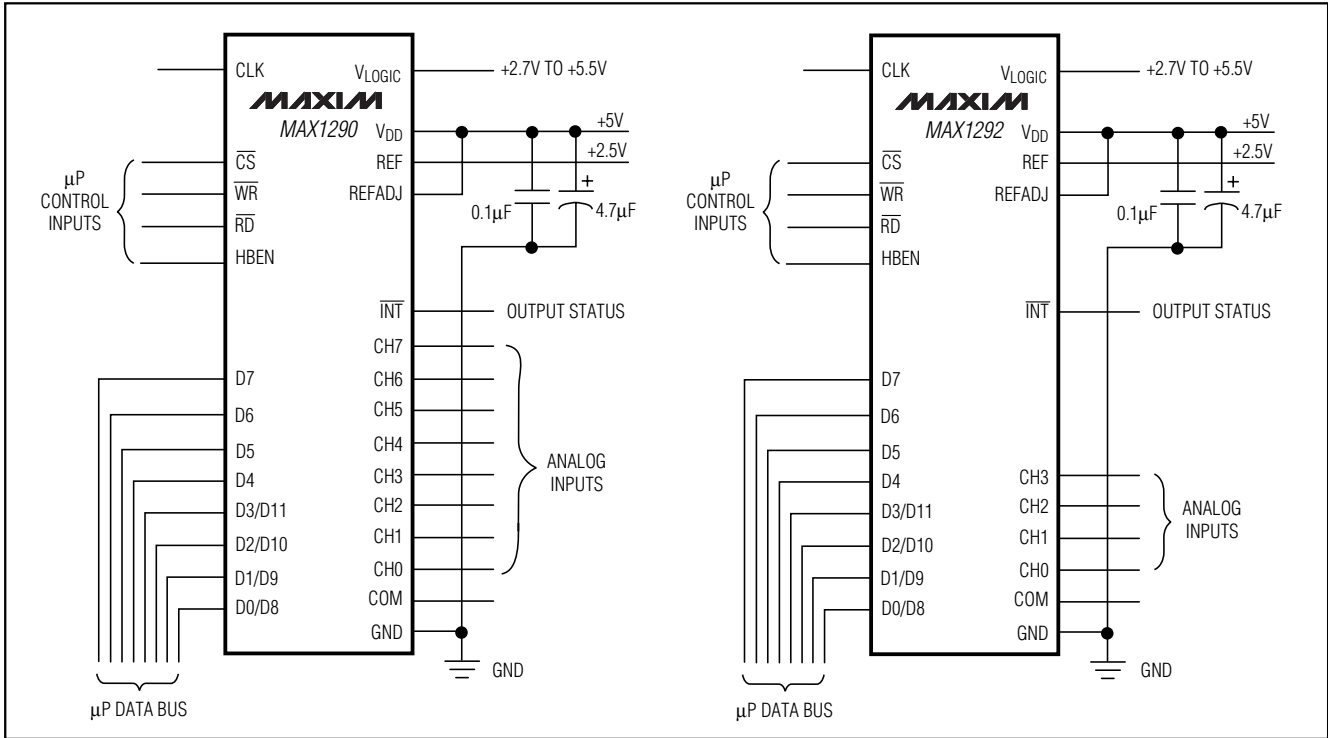 CLK
VLOGIC
+2.7V TO +5.5V
MAXIM
MAX1290
VDD
+5V
CS
REF
+2.5V
µP
CONTROL
INPUTS
WR
REFADJ
RD
0.1µF
+
4.7µF
HBEN
INT
OUTPUT STATUS
CH7
D7
CH6
D6
CH5
D5
CH4
D4
CH3
ANALOG
INPUTS
D3/D11
CH2
D2/D10
CH1
D1/D9
CH0
D0/D8
COM
GND
GND
µP DATA BUS
CLK
VLOGIC
+2.7V TO +5.5V
MAXIM
MAX1292
VDD
+5V
CS
REF
+2.5V
µP
CONTROL
INPUTS
WR
REFADJ
RD
0.1µF
+
4.7µF
HBEN
INT
OUTPUT STATUS
D7
D6
D5
D4
CH3
D3/D11
CH2
ANALOG
INPUTS
D2/D10
CH1
D1/D9
CH0
D0/D8
COM
GND
GND
µP DATA BUS